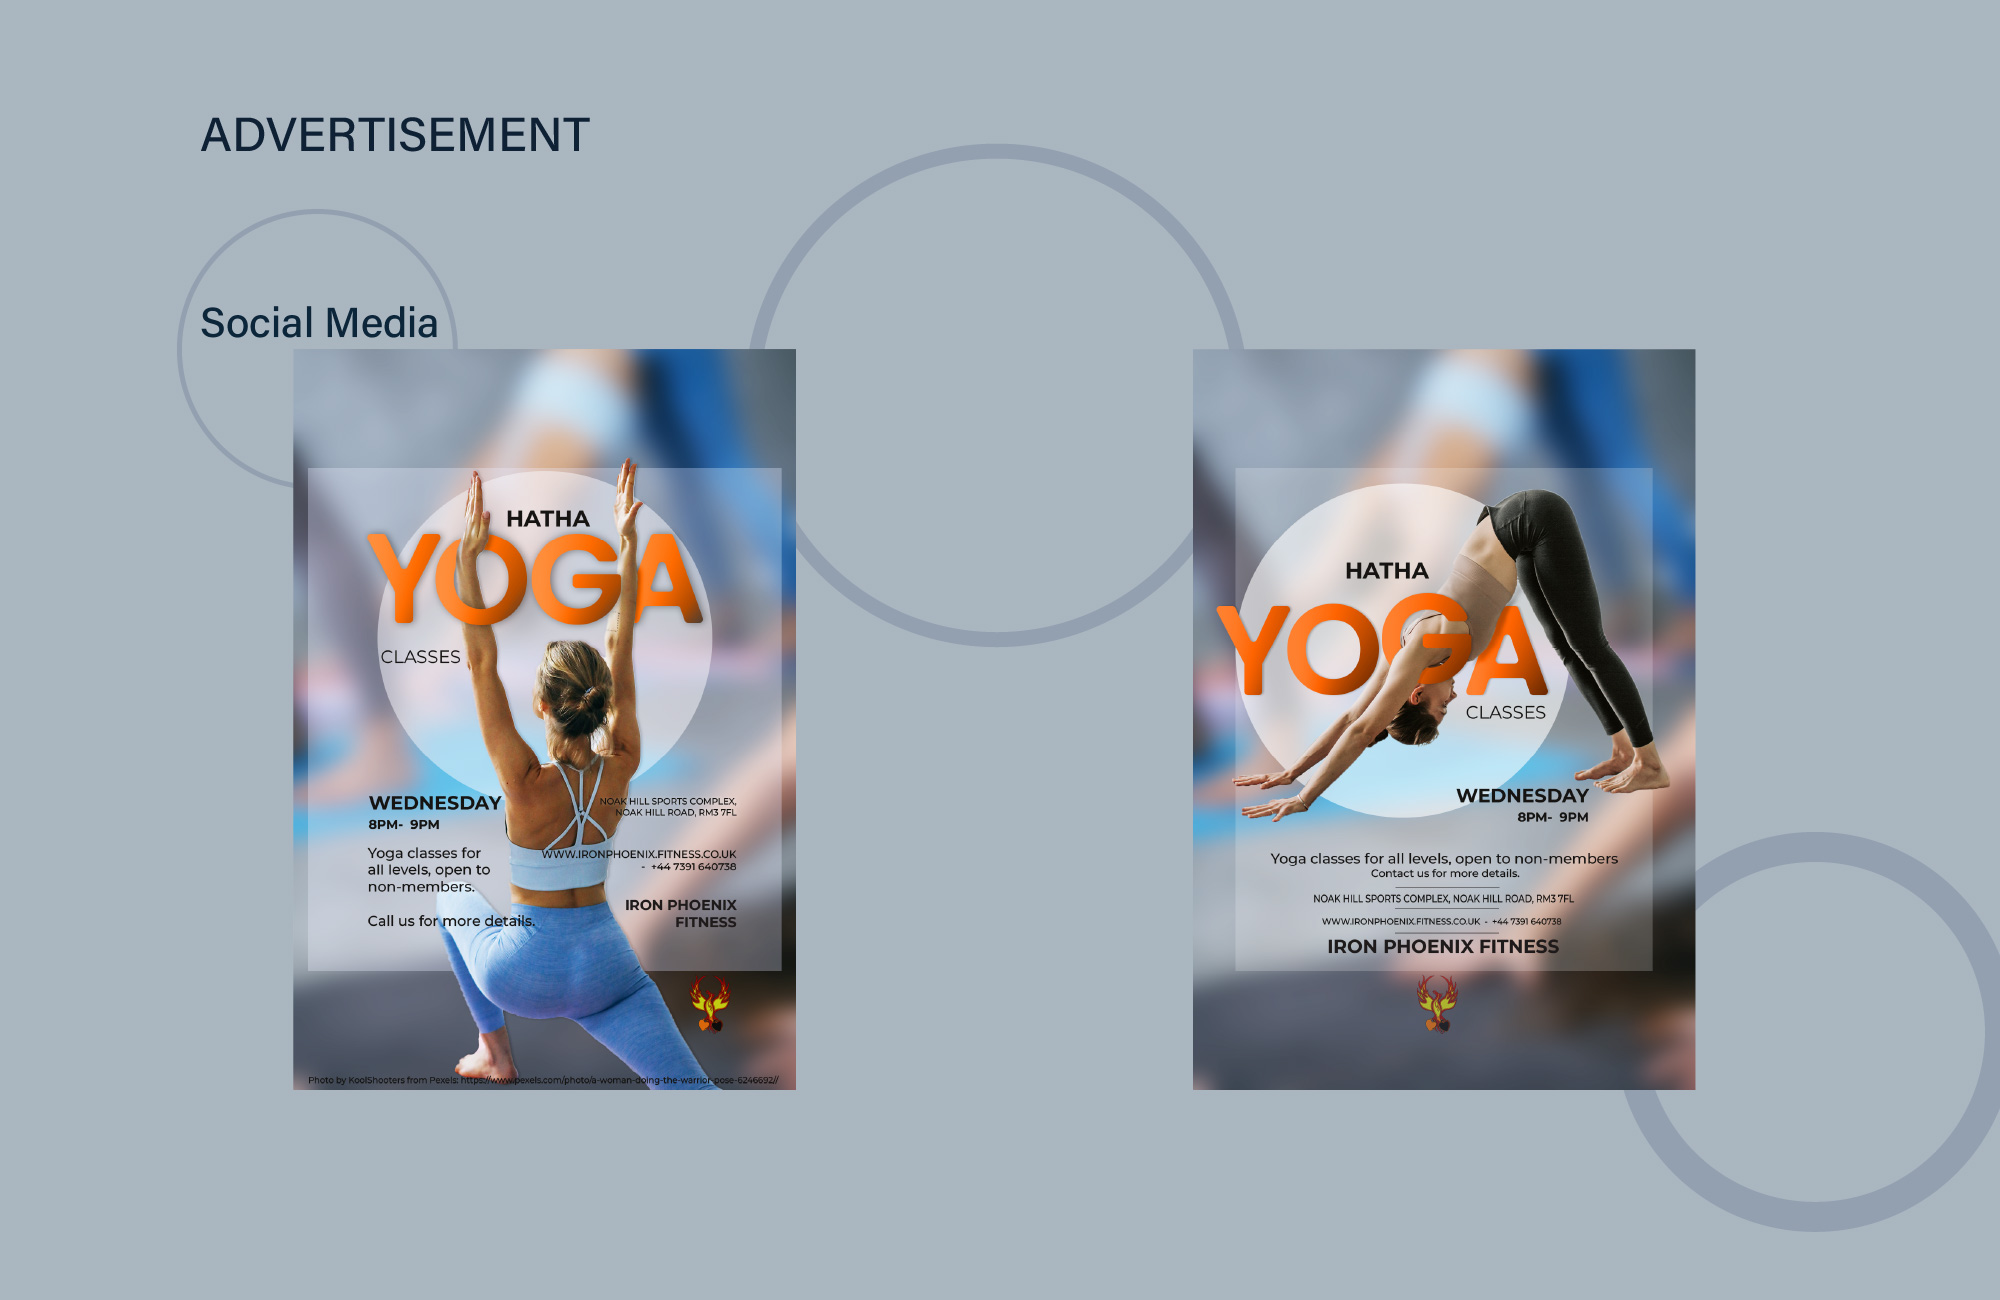 ADVERTISEMENT
Social Media
HATHA
YOGA
CLASSES
WEDNESDAY
8PM-  9PM
Yoga classes for
all levels, open to
non-members.
Call us for more details.
NOAK HILL SPORTS COMPLEX,
NOAK HILL ROAD, RM3 7FL
WWW.IRONPHOENIX.FITNESS.CO.UK
-  +44 7391 640738
IRON PHOENIX
FITNESS
Photo by KoolShooters from Pexels: https://www.pexels.com/photo/a-woman-doing-the-warrior-pose-6246692//
HATHA
YOGA
CLASSES
WEDNESDAY
8PM-  9PM
Yoga classes for all levels, open to non-members
Contact us for more details.
NOAK HILL SPORTS COMPLEX, NOAK HILL ROAD, RM3 7FL
WWW.IRONPHOENIX.FITNESS.CO.UK  -  +44 7391 640738
IRON PHOENIX FITNESS